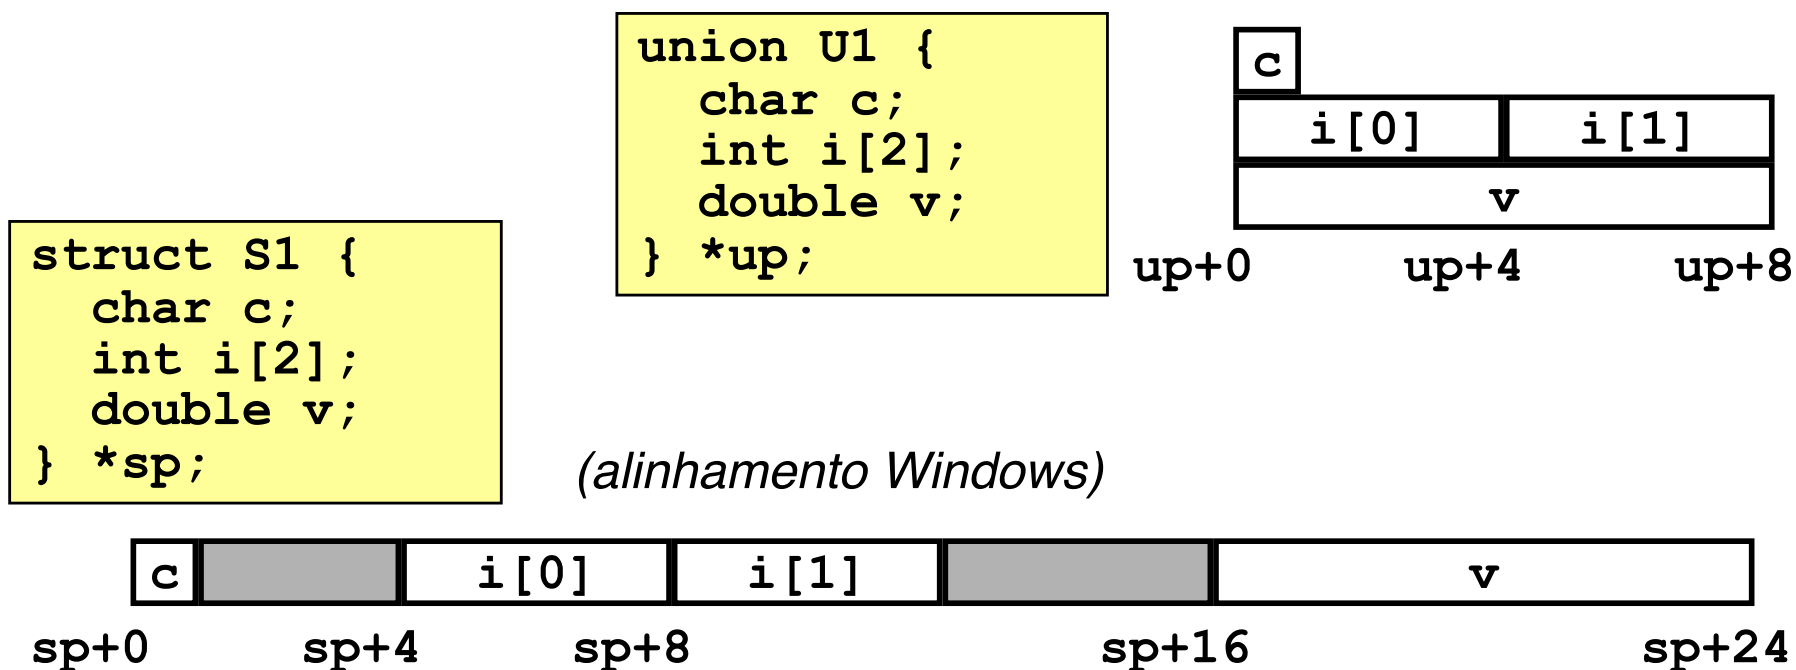 union U1 {
char c;
int i[2];
double v;
} *up;
c
i[0] i[1]
v
up+0 up+4 up+8
struct S1 {
char c;
int i[2];
double v;
} *sp;
(alinhamento Windows)
c i[0] i[1] v
sp+0 sp+4 sp+8 sp+16 sp+24